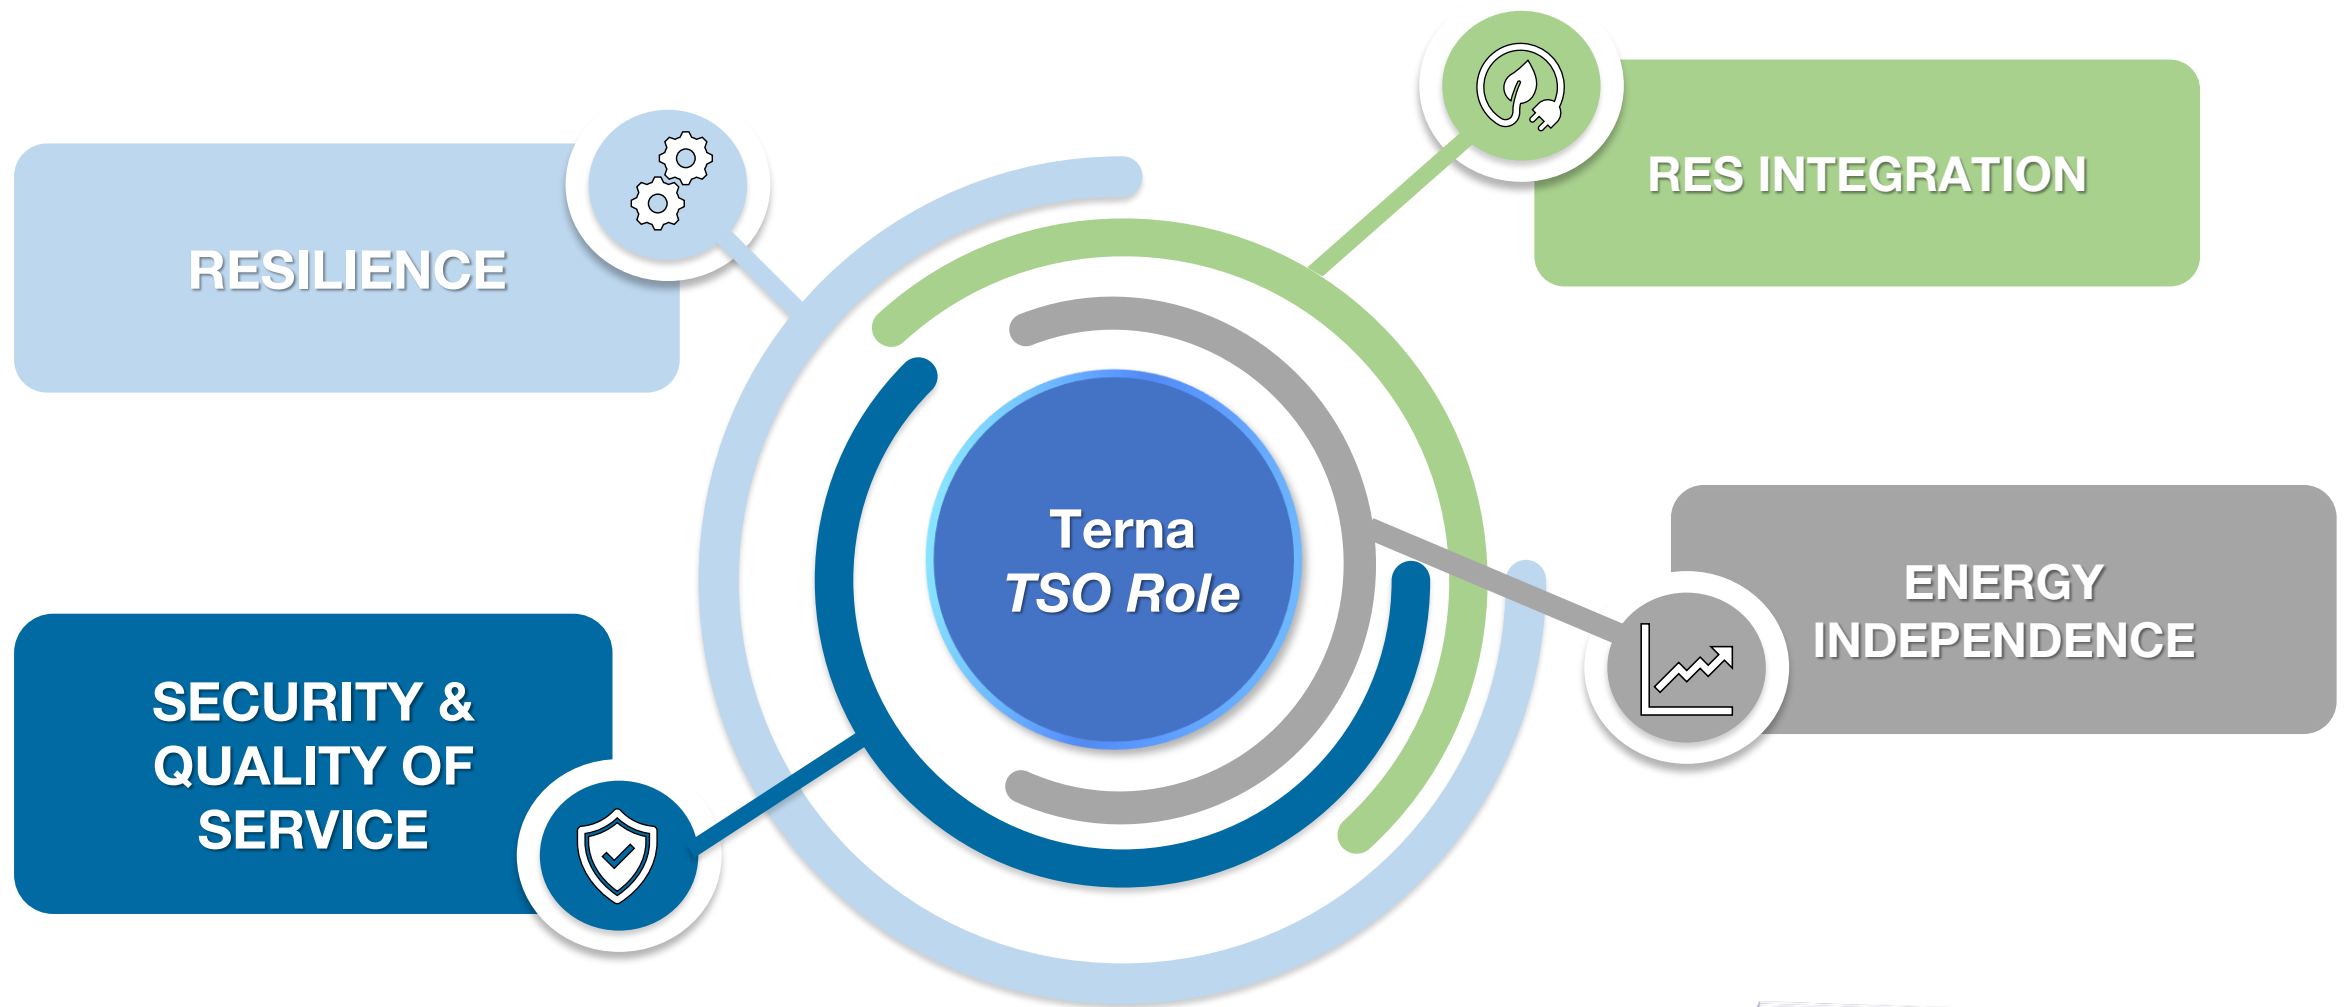 RES INTEGRATION
RESILIENCE
Terna
TSO Role
ENERGY
INDEPENDENCE
SECURITY &
QUALITY OF
SERVICE